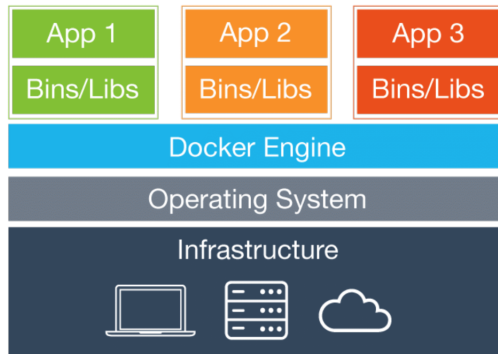 App 1
App 2
App 3
Bins/Libs
Bins/Libs
Bins/Libs
Docker Engine
Operating System
Infrastructure